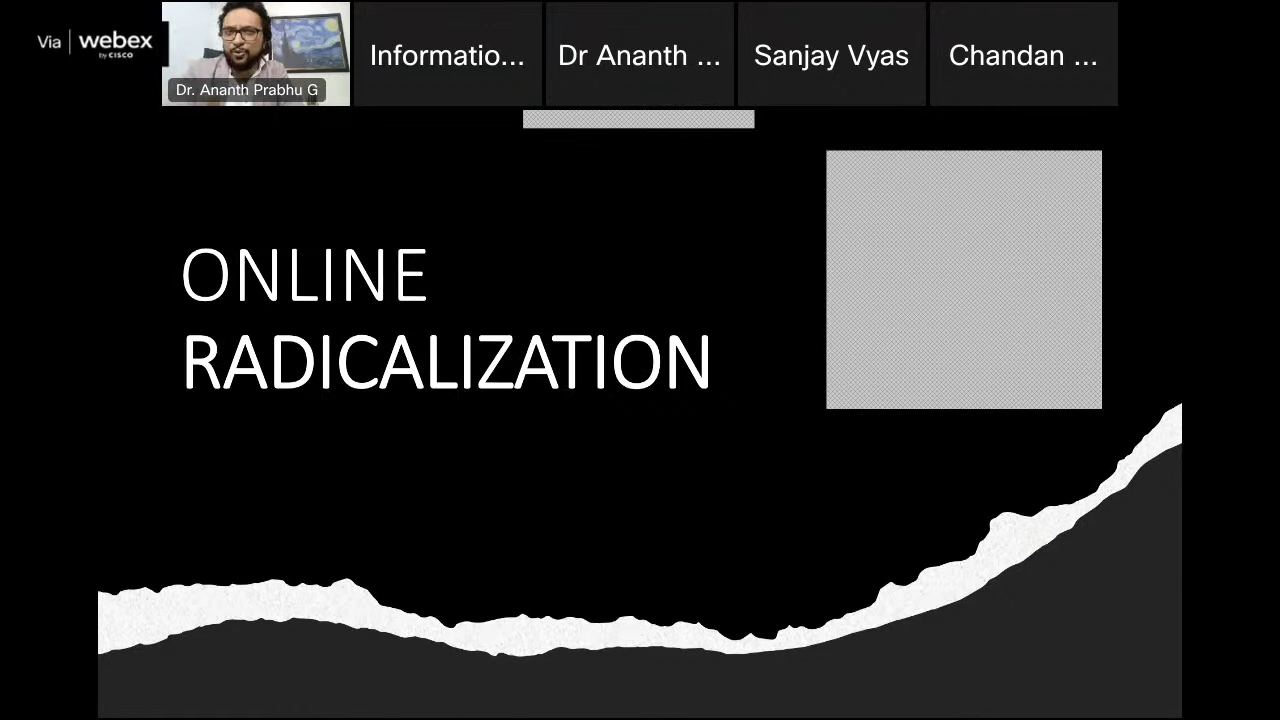 Via webex
by CISCO
Dr. Ananth Prabhu G
Informatio...
Dr Ananth ...
Sanjay Vyas
Chandan ...
ONLINE
RADICALIZATION